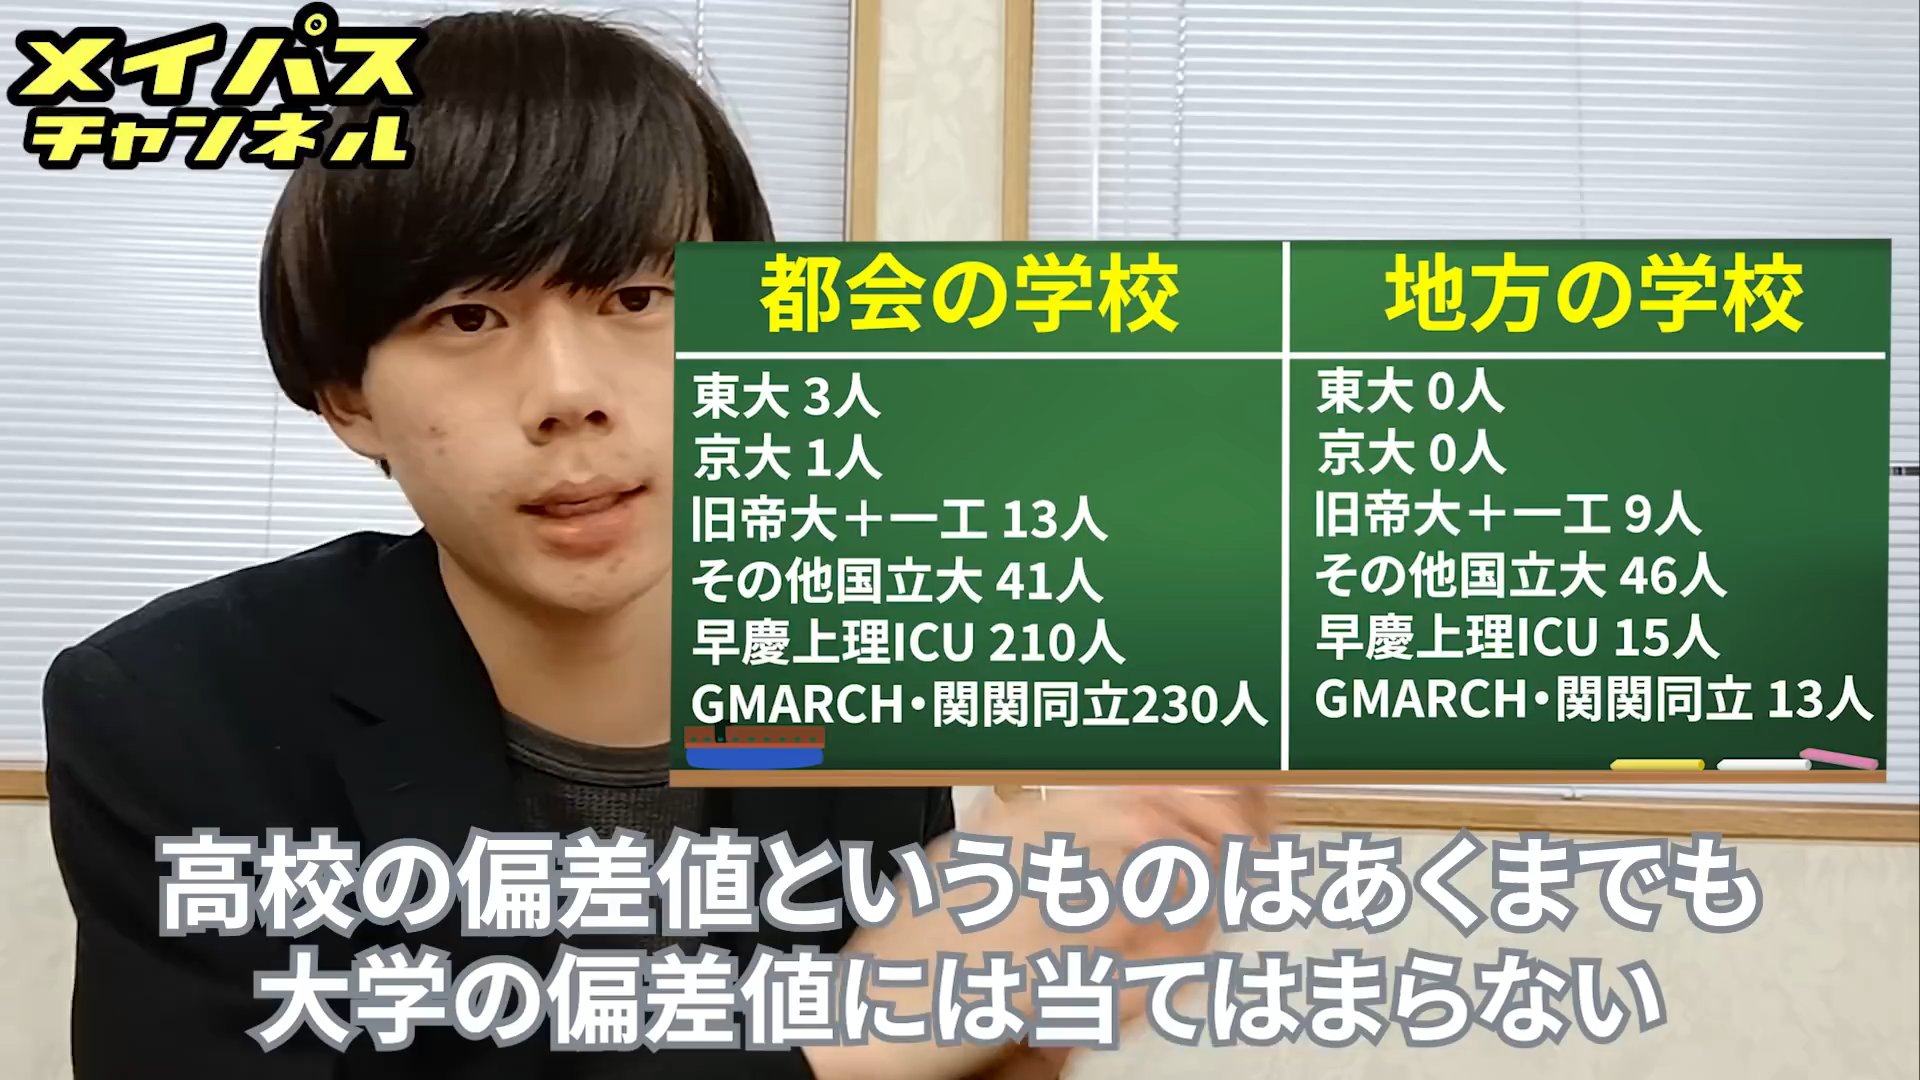 メイパス
チャンネル
都会の学校
東大 3人
京大 1人
旧帝大＋一工 13人
その他国立大 41人
早慶上理ICU 210人
GMARCH・関関同立230人
地方の学校
東大 0人
京大 0人
旧帝大＋一工 9人
その他国立大 46人
早慶上理ICU 15人
GMARCH・関関同立 13人
高校の偏差値というものはあくまでも
大学の偏差値には当てはまらない